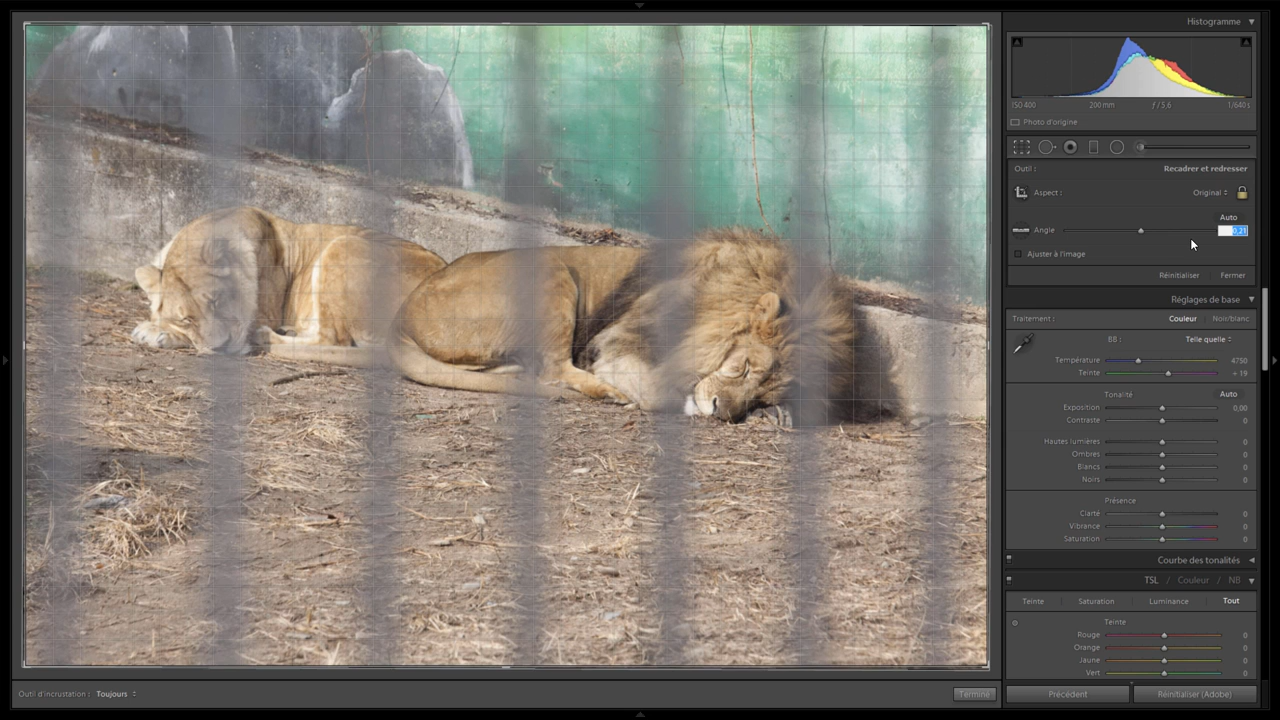 Histogramme
ISO 400 200 mm ƒ / 5,6 1/640 s
Photo d'origine
Outil : Recadrer et redresser
Aspect : Original
Auto
Angle 0,21
Ajuster à l'image
Réinitialiser Fermer
Réglages de base
Traitement : Couleur Noir/blanc
BB : Telle quelle
Température 4750
Teinte + 19
Tonalité Auto
Exposition 0,00
Contraste 0
Hautes lumières 0
Ombres 0
Blancs 0
Noirs 0
Présence
Clarté 0
Vibrance 0
Saturation 0
Courbe des tonalités
TSL / Couleur / NB
Teinte Saturation Luminance Tout
Teinte
Rouge 0
Orange 0
Jaune 0
Vert 0
Outil d'incrustation : Toujours Terminé Précédent Réinitialiser (Adobe)